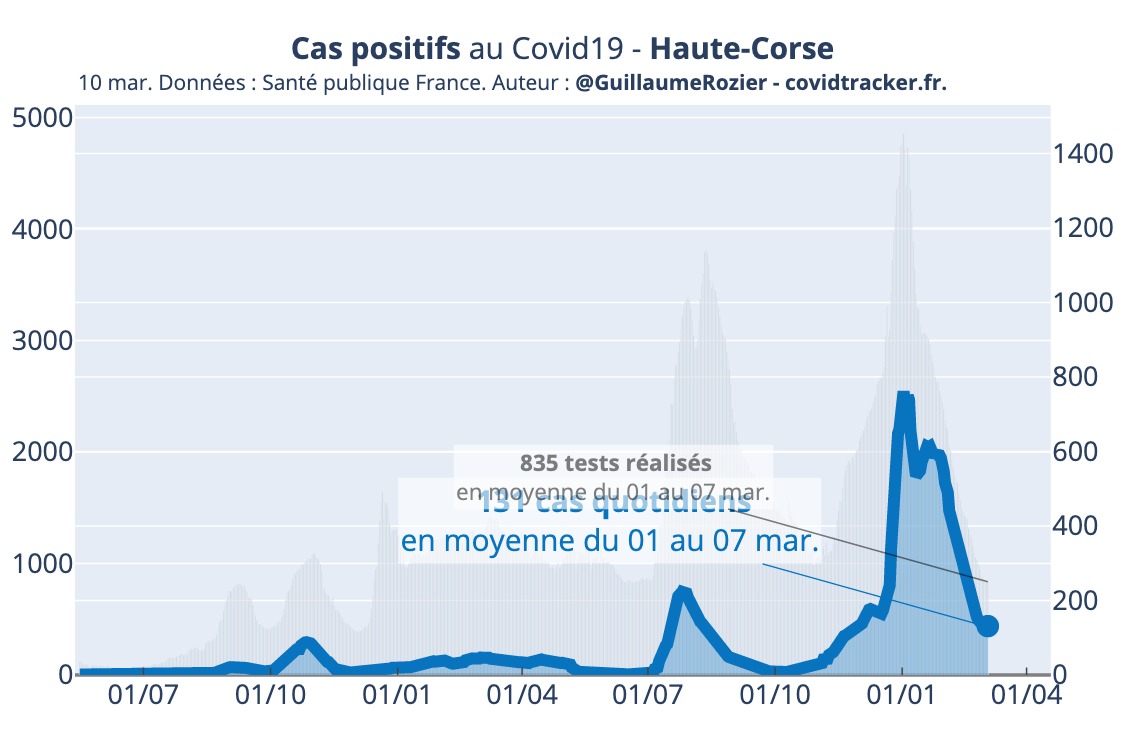 Cas positifs au Covid19 - Haute-Corse
10 mar. Données : Santé publique France. Auteur : @GuillaumeRozier - covidtracker.fr.
5000
4000
3000
2000
1000
0
1400
1200
1000
800
600
400
200
0
835 tests réalisés
en moyenne du 01 au 07 mar.
131 cas quotidiens
en moyenne du 01 au 07 mar.
01/07 01/10 01/01 01/04 01/07 01/10 01/01 01/04